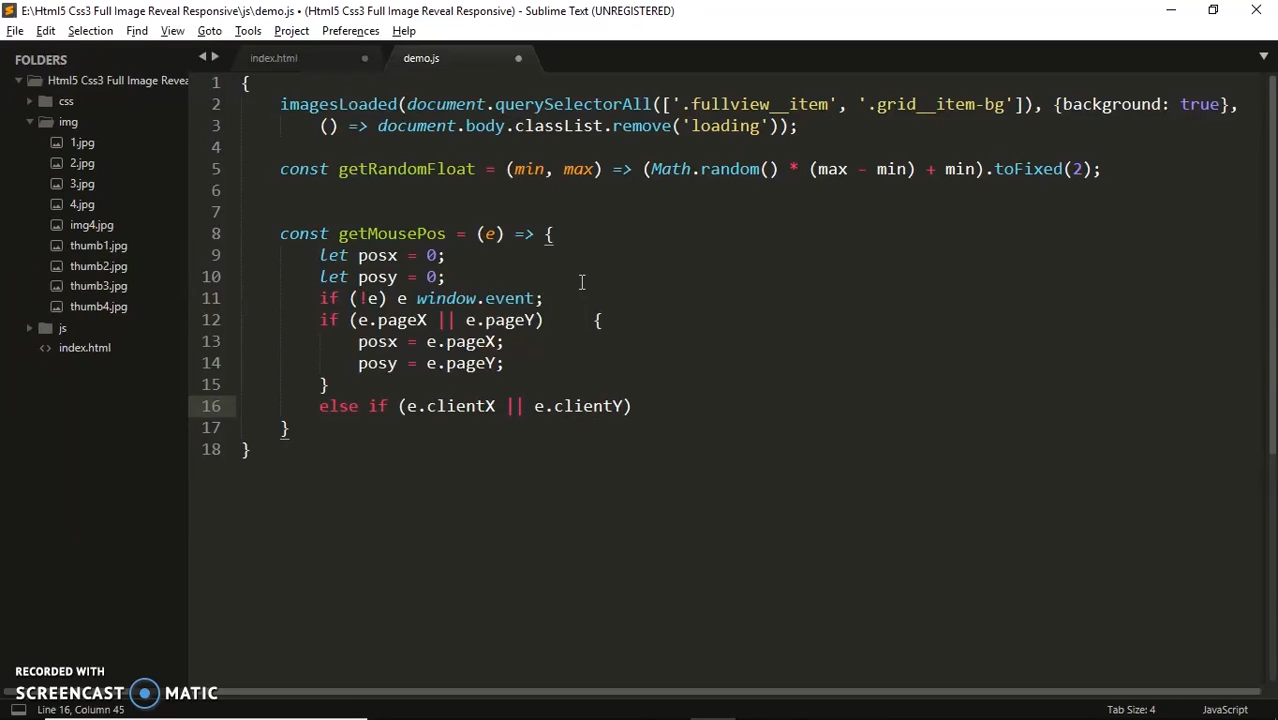 E:\Html5 Css3 Full Image Reveal Responsive\js\demo.js • (Html5 Css3 Full Image Reveal Responsive) - Sublime Text (UNREGISTERED)
File Edit Selection Find View Goto Tools Project Preferences Help
FOLDERS
Html5 Css3 Full Image Revea
css
img
1.jpg
2.jpg
3.jpg
4.jpg
img4.jpg
thumb1.jpg
thumb2.jpg
thumb3.jpg
thumb4.jpg
js
index.html
index.html demo.js
1 {
2 imagesLoaded(document.querySelectorAll(['.fullview__item', '.grid__item-bg']), {background: true},
3 () => document.body.classList.remove('loading'));
4
5 const getRandomFloat = (min, max) => (Math.random() * (max - min) + min).toFixed(2);
6
7
8 const getMousePos = (e) => {
9 let posx = 0;
10 let posy = 0;
11 if (!e) e window.event;
12 if (e.pageX || e.pageY) {
13 posx = e.pageX;
14 posy = e.pageY;
15 }
16 else if (e.clientX || e.clientY)
17 }
18 }
RECORDED WITH
SCREENCAST MATIC
Line 16, Column 45 Tab Size: 4 JavaScript